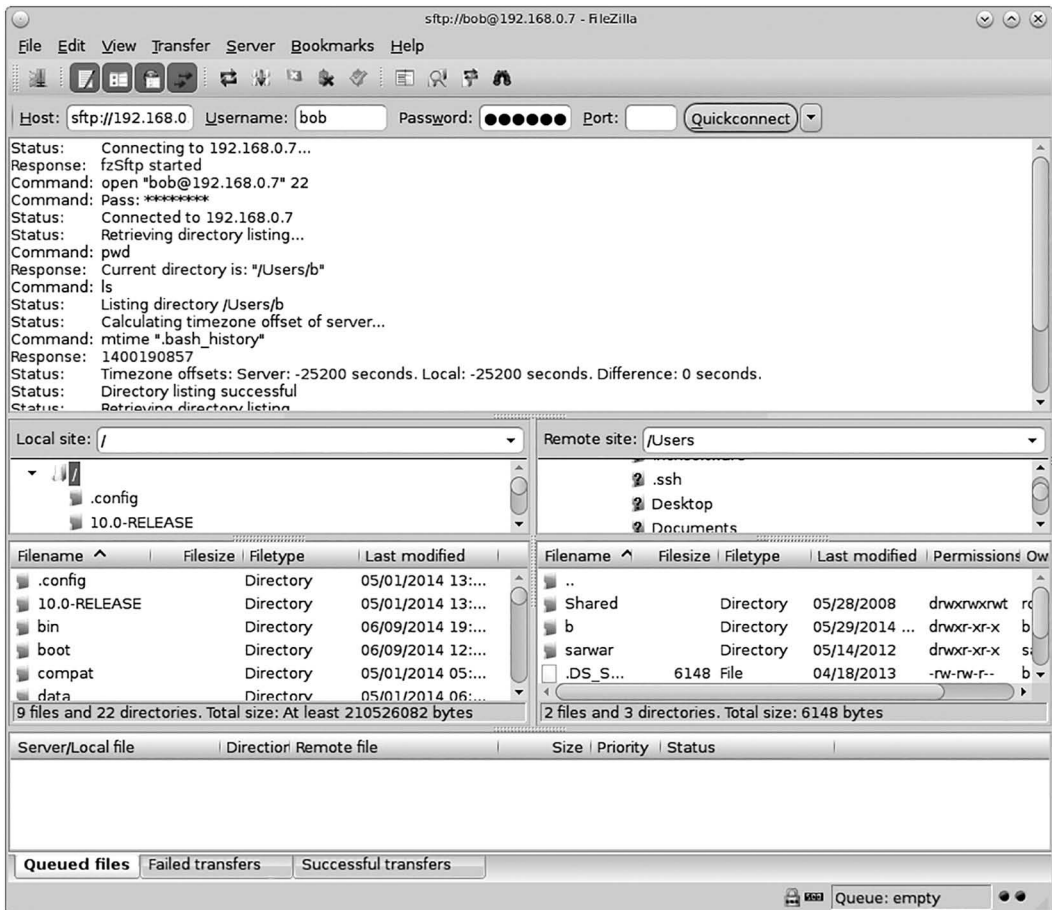 sftp://bob@192.168.0.7 - FileZilla
File Edit View Transfer Server Bookmarks Help
Host: sftp://192.168.0 Username: bob Password: ●●●●●● Port: Quickconnect
Status: Connecting to 192.168.0.7...
Response: fzSftp started
Command: open "bob@192.168.0.7" 22
Command: Pass: ********
Status: Connected to 192.168.0.7
Status: Retrieving directory listing...
Command: pwd
Response: Current directory is: "/Users/b"
Command: ls
Status: Listing directory /Users/b
Status: Calculating timezone offset of server...
Command: mtime ".bash_history"
Response: 1400190857
Status: Timezone offsets: Server: -25200 seconds. Local: -25200 seconds. Difference: 0 seconds.
Status: Directory listing successful
Status: Retrieving directory listing
Local site: /
/
.config
10.0-RELEASE
Remote site: /Users
.ssh
Desktop
Documents
Filename Filesize Filetype Last modified
.config Directory 05/01/2014 13:...
10.0-RELEASE Directory 05/01/2014 13:...
bin Directory 06/09/2014 19:...
boot Directory 06/09/2014 12:...
compat Directory 05/01/2014 05:...
data Directory 05/01/2014 06:...
9 files and 22 directories. Total size: At least 210526082 bytes
Filename Filesize Filetype Last modified Permissions Ow
..
Shared Directory 05/28/2008 drwxrwxrwt
b Directory 05/29/2014 ... drwxr-xr-x b
sarwar Directory 05/14/2012 drwxr-xr-x
.DS_S... 6148 File 04/18/2013 -rw-rw-r-- b
2 files and 3 directories. Total size: 6148 bytes
Server/Local file Direction Remote file Size Priority Status
Queued files Failed transfers Successful transfers
Queue: empty